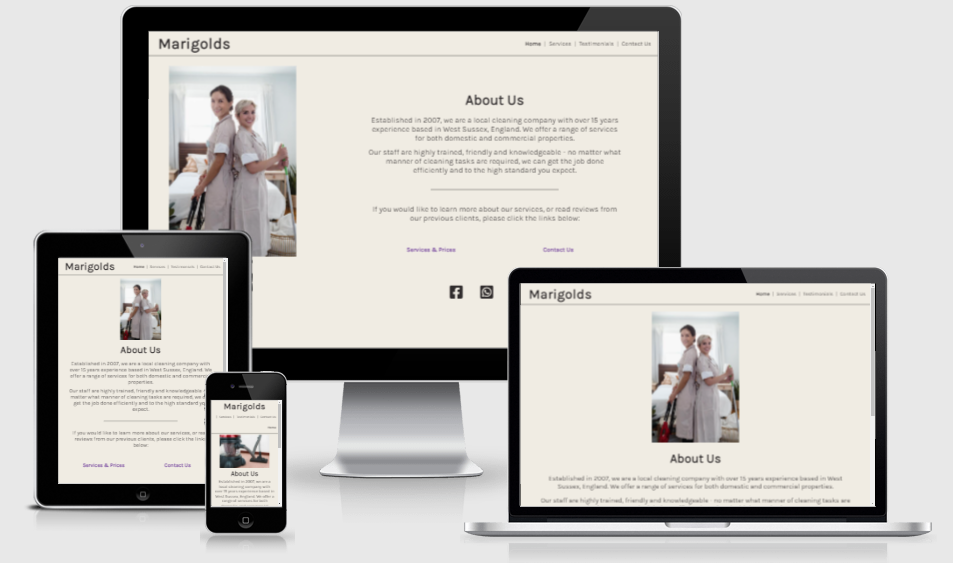 Marigolds
Home | Services | Testimonials | Contact Us
About Us
Established in 2007, we are a local cleaning company with over 15 years
experience based in West Sussex, England. We offer a range of services
for both domestic and commercial properties.
Our staff are highly trained, friendly and knowledgeable - no matter what
manner of cleaning tasks are required, we can get the job done
efficiently and to the high standard you expect.
If you would like to learn more about our services, or read reviews from
our previous clients, please click the links below:
Services & Prices
Contact Us
Marigolds
Home | Services | Testimonials | Contact Us
About Us
Established in 2007, we are a local cleaning company with
over 15 years experience based in West Sussex, England. We
offer a range of services for both domestic and commercial
properties.
Our staff are highly trained, friendly and knowledgeable
matter what manner of cleaning tasks are required, we
get the job done efficiently and to the high standard
expect.
If you would like to learn more about our services, or
reviews from our previous clients, please click the links
below:
Services & Prices
Contact Us
Marigolds
| Services | Testimonials | Contact Us
Home
About Us
Established in 2007, we are a local
cleaning company with
over 15 years experience based in
West Sussex, England. We offer a
range of services for both
Marigolds
Home | Services | Testimonials | Contact Us
About Us
Established in 2007, we are a local cleaning company with over 15 years experience based in West
Sussex, England. We offer a range of services for both domestic and commercial properties.
Our staff are highly trained, friendly and knowledgeable - no matter what manner of cleaning tasks are